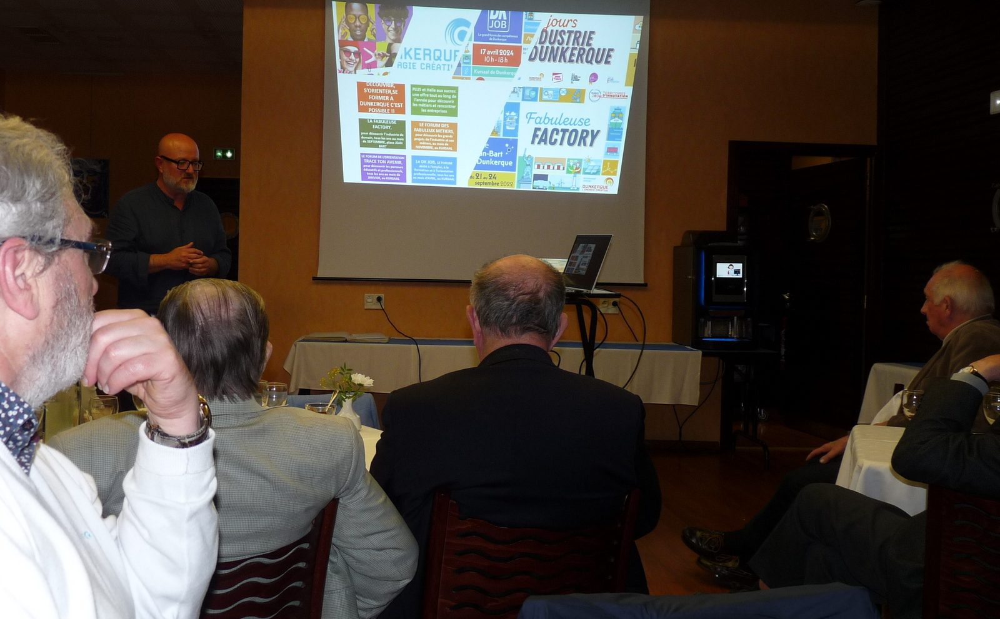 DK
JOB
Le grand forum des compétences
de Dunkerque
17 avril 2024
10h-18h
Kursaal de Dunkerque
KERQUE
RGIE CRÉATI
jours
DUSTRIE
DUNKERQUE
TERRITOIRES
D'INNOVATION
DÉCOUVRIR,
S'ORIENTER,SE
FORMER A
DUNKERQUE C'EST
POSSIBLE !!
PLUS et Halle aux sucres:
une offre tout au long de
l'année pour découvrir
les métiers et rencontrer
les entreprises
LA FABULEUSE
FACTORY,
pour découvrir l'industrie de
demain, tous les ans au mois
de SEPTEMBRE, place JEAN
BART
LE FORUM DES
FABULEUX METIERS,
pour découvrir les grands
projets de l'industrie et ses
métiers, au mois de
NOVEMBRE, au KURSAAL
LE FORUM DE L'ORIENTATION
TRACE TON AVENIR,
pour découvrir les parcours
éducatifs et professionnels,
tous les ans au mois de
JANVIER, au KURSAAL
Le DK JOB, LE FORUM
dédié à l'emploi, à la
formation et à l'orientation
professionnelle, tous les ans
au mois d'AVRIL, au KURSAAL
Fabuleuse
FACTORY
n-Bart
Dunkerque
21 au 24
septembre 2022
DUNKERQUE
L'ÉNERGIE CRÉATIVE